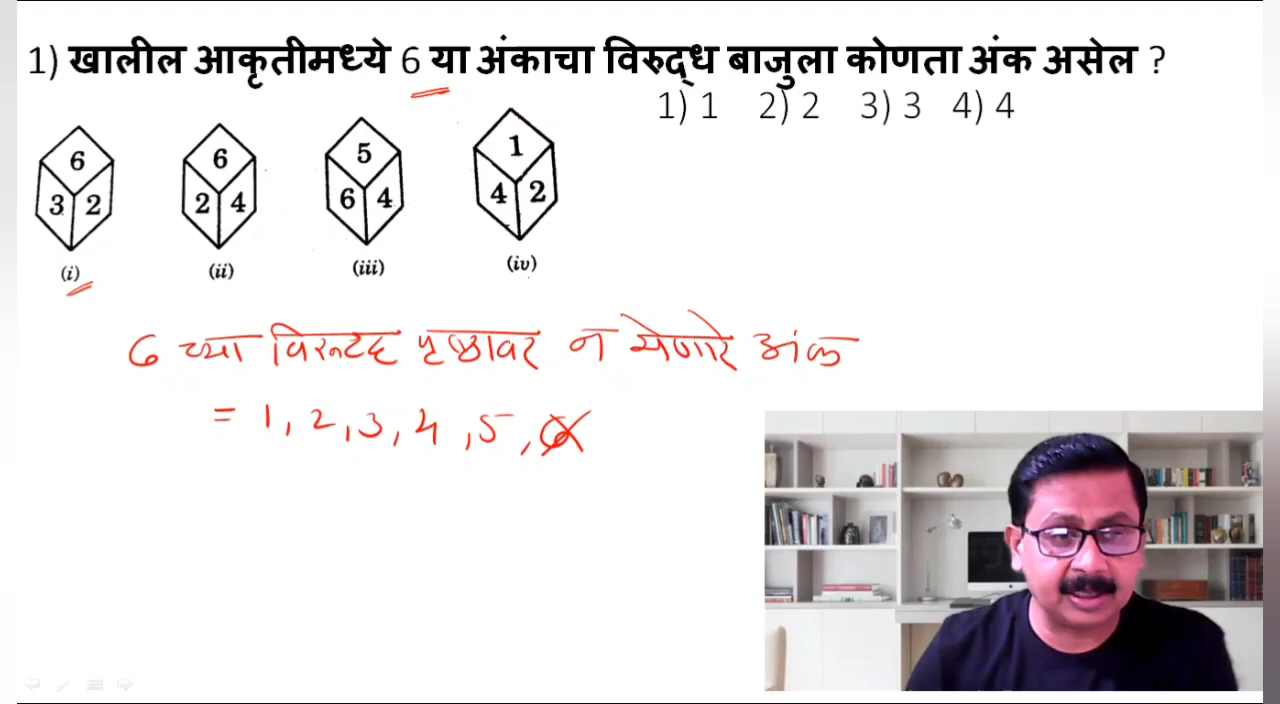 1) खालील आकृतीमध्ये 6 या अंकाचा विरुद्ध बाजुला कोणता अंक असेल ?
1) 1 2) 2 3) 3 4) 4
6 6 5 1
3 2 2 4 6 4 4 2
(i) (ii) (iii) (iv)
6 च्या विरूद्ध पृष्ठावर न येणारे अंक
= 1, 2, 3, 4, 5, 6